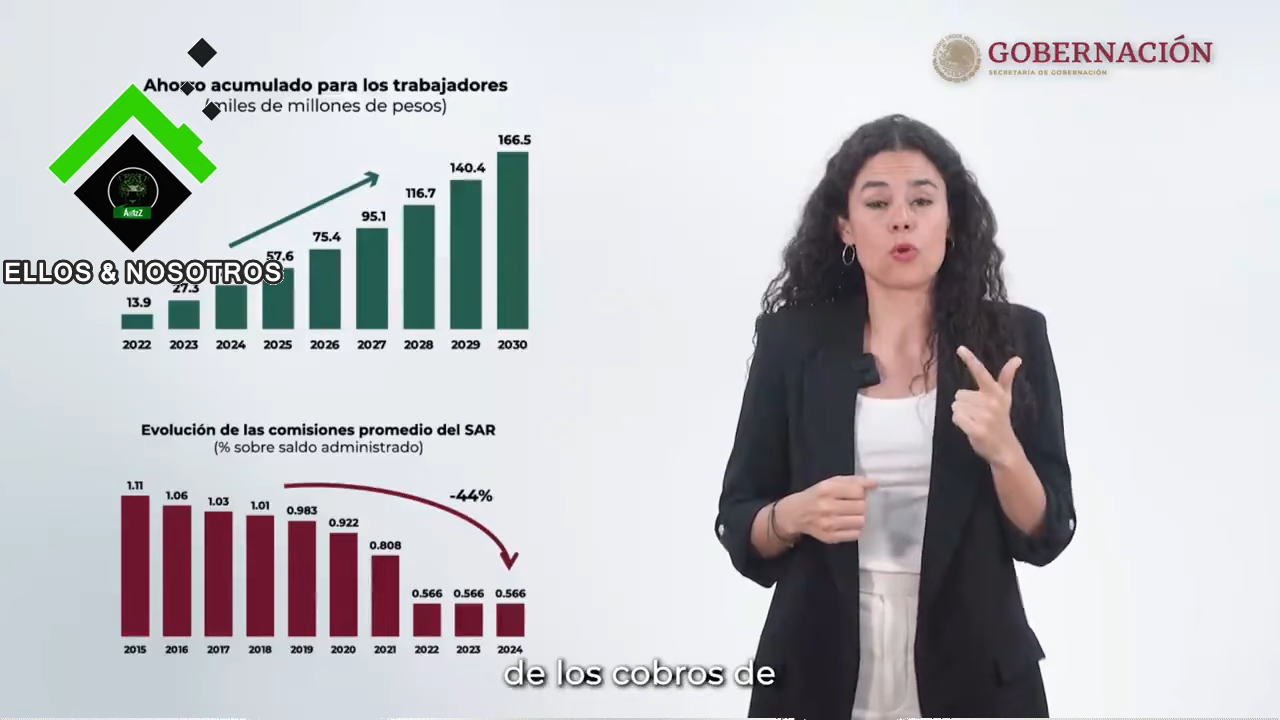 GOBERNACIÓN
SECRETARÍA DE GOBERNACIÓN
Ahorro acumulado para los trabajadores
(miles de millones de pesos)
166.5
140.4
116.7
95.1
75.4
57.6
27.3
13.9
2022 2023 2024 2025 2026 2027 2028 2029 2030
ELLOS & NOSOTROS
Evolución de las comisiones promedio del SAR
(% sobre saldo administrado)
-44%
1.11 1.06 1.03 1.01 0.983 0.922 0.808 0.566 0.566 0.566
2015 2016 2017 2018 2019 2020 2021 2022 2023 2024
de los cobros de